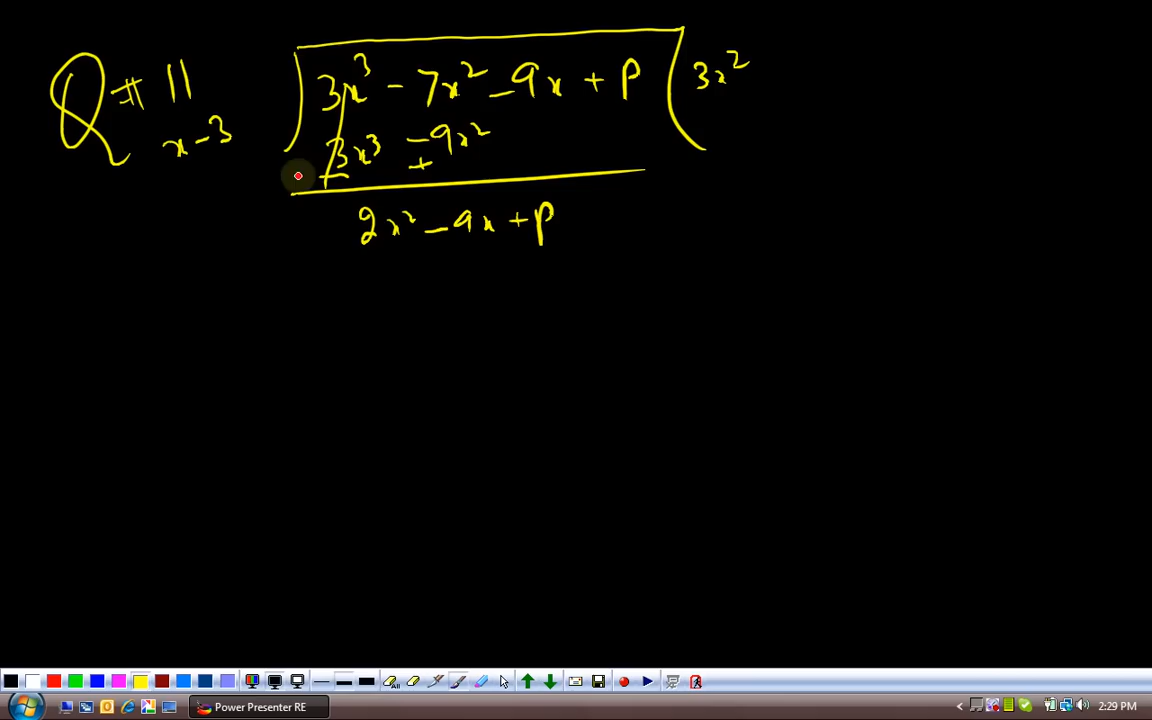 Q # 11
x-3 3x³ - 7x² - 9x + P ( 3x²
3x³ - 9x²
- +
2x² - 9x + P
Power Presenter RE
2:29 PM